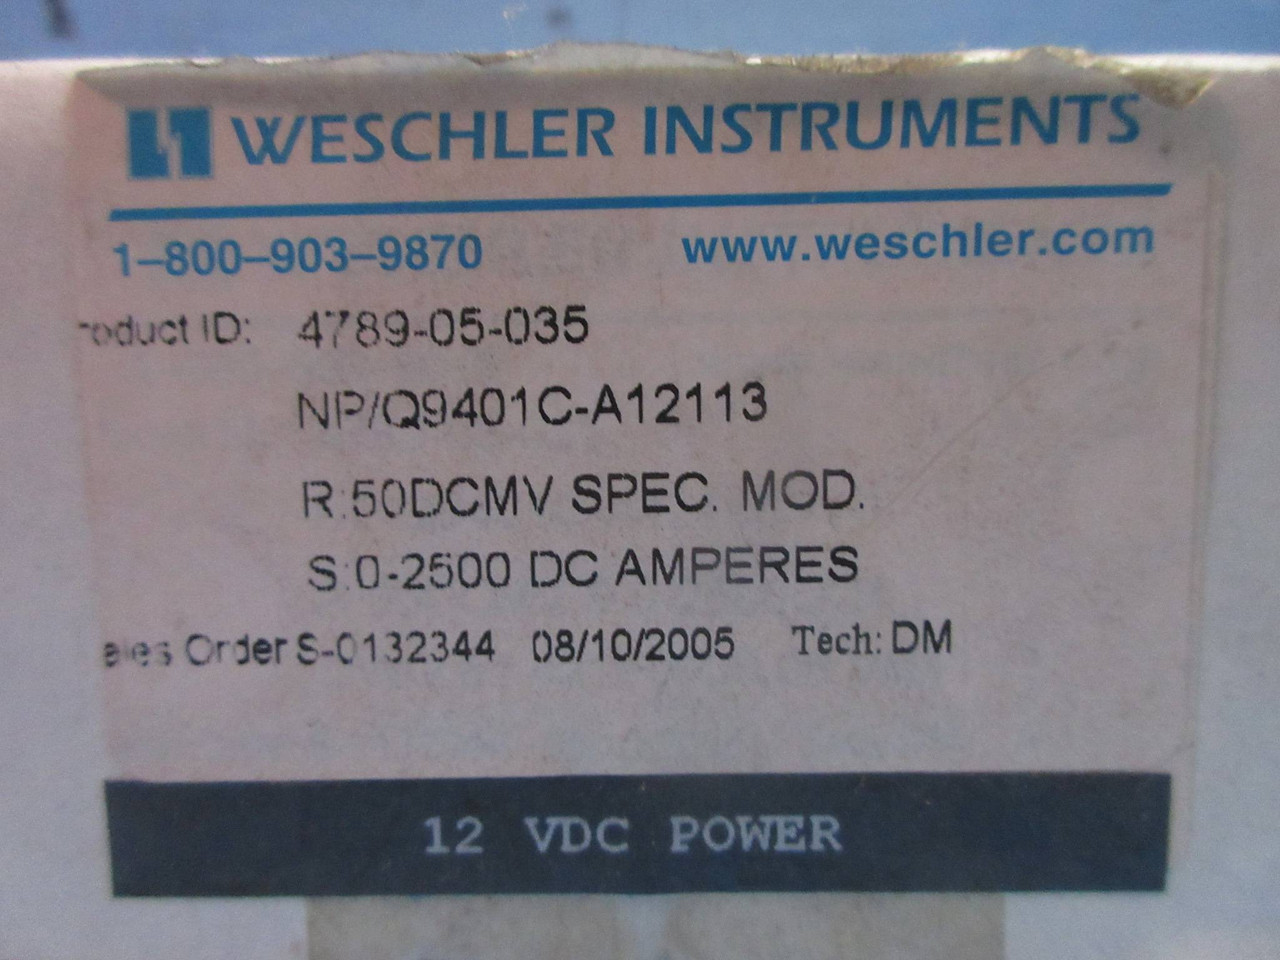 WESCHLER INSTRUMENTS
1-800-903-9870 www.weschler.com
roduct ID: 4789-05-035
NP/Q9401C-A12113
R:50DCMV SPEC. MOD.
S:0-2500 DC AMPERES
ales Order S-0132344 08/10/2005 Tech: DM
12 VDC POWER